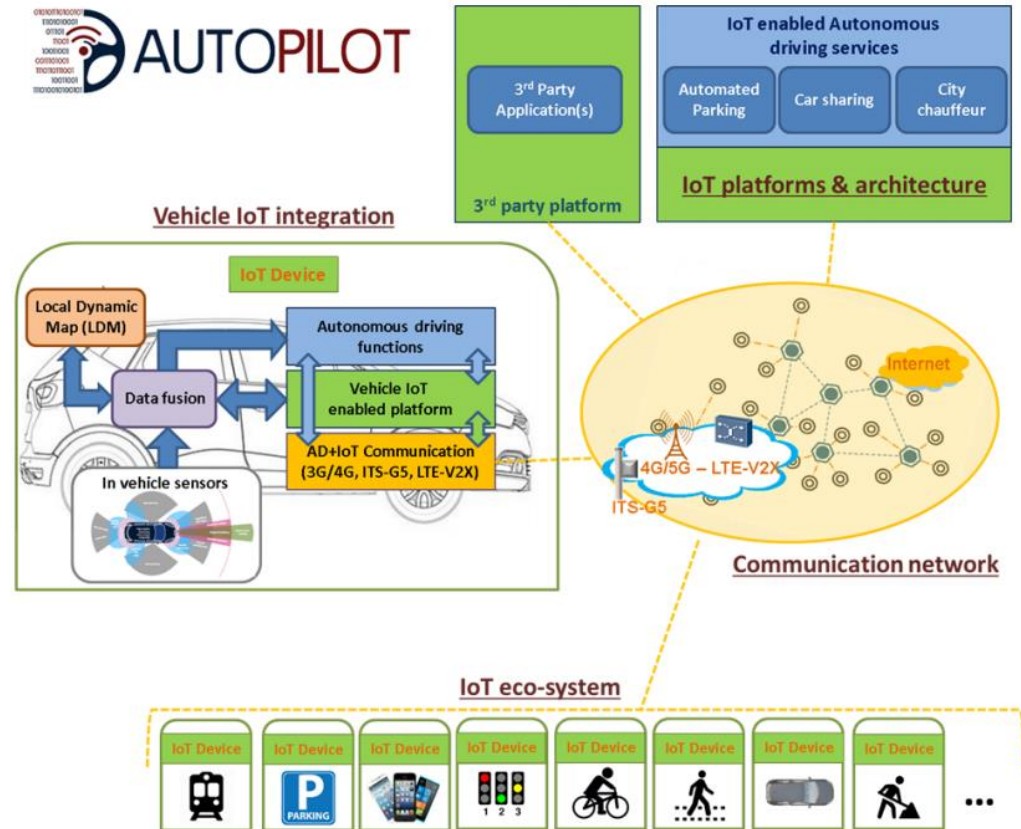 AUTOPILOT
3rd Party
Application(s)
3rd party platform
IoT enabled Autonomous
driving services
Automated
Parking
Car sharing
City
chauffeur
IoT platforms & architecture
Vehicle IoT integration
IoT Device
Local Dynamic
Map (LDM)
Autonomous driving
functions
Data fusion
Vehicle IoT
enabled platform
AD+IoT Communication
(3G/4G, ITS-G5, LTE-V2X)
In vehicle sensors
Internet
4G/5G – LTE-V2X
ITS-G5
Communication network
IoT eco-system
IoT Device
IoT Device
P
PARKING
IoT Device
IoT Device
1 2 3
IoT Device
IoT Device
IoT Device
IoT Device
...